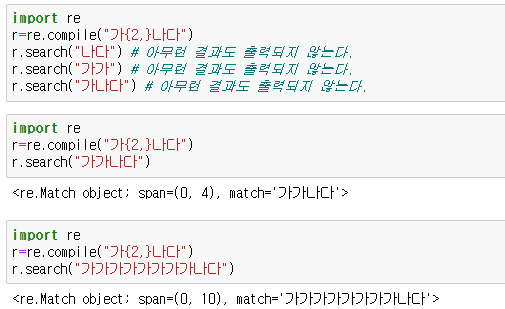 import re
r=re.compile("가{2,}나다")
r.search("나다") # 아무런 결과도 출력되지 않는다.
r.search("가가") # 아무런 결과도 출력되지 않는다.
r.search("가나다") # 아무런 결과도 출력되지 않는다.
import re
r=re.compile("가{2,}나다")
r.search("가가나다")
<re.Match object; span=(0, 4), match='가가나다'>
import re
r=re.compile("가{2,}나다")
r.search("가가가가가가가가나다")
<re.Match object; span=(0, 10), match='가가가가가가가가나다'>